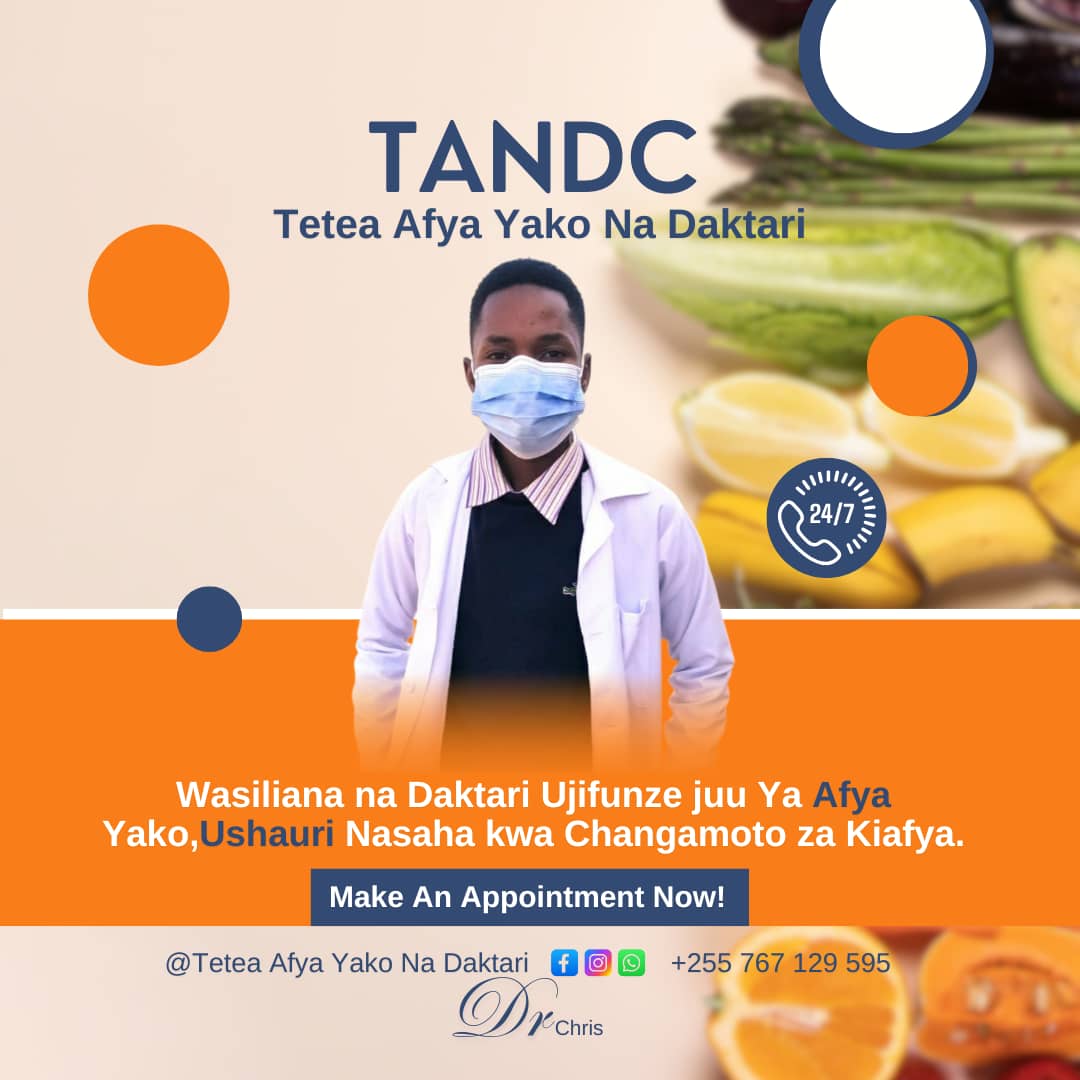 TANDC
Tetea Afya Yako Na Daktari
24/7
Wasiliana na Daktari Ujifunze juu Ya Afya
Yako,Ushauri Nasaha kwa Changamoto za Kiafya.
Make An Appointment Now!
@Tetea Afya Yako Na Daktari +255 767 129 595
Dr Chris